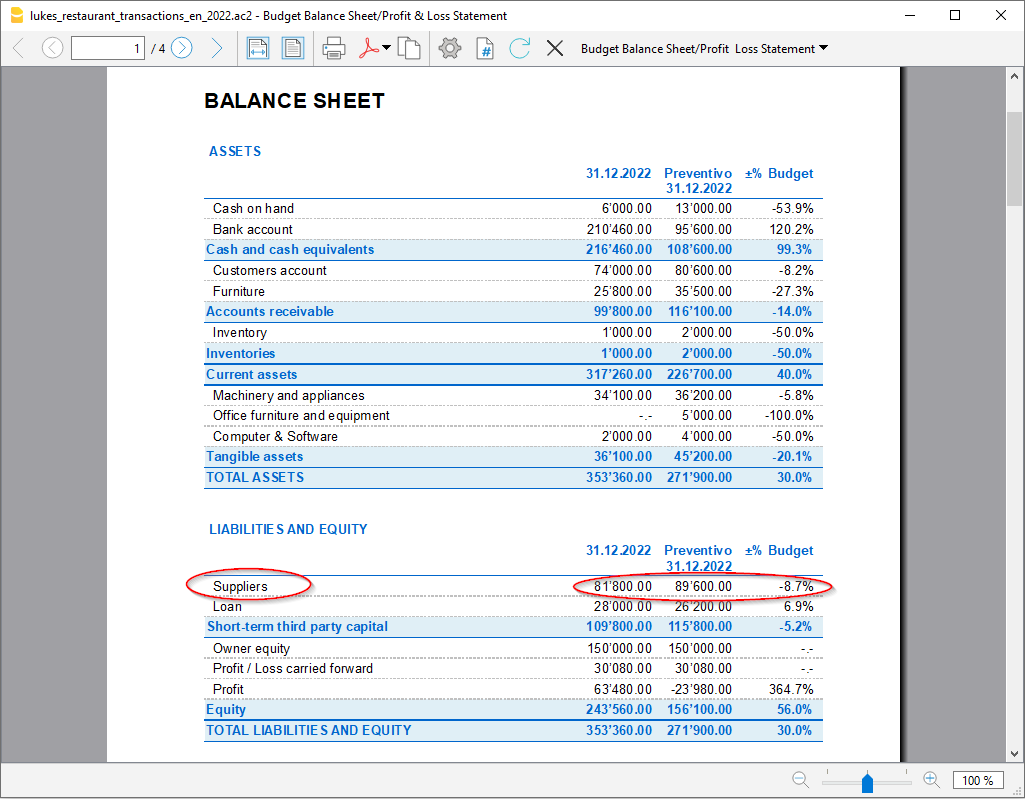 lukes_restaurant_transactions_en_2022.ac2 - Budget Balance Sheet/Profit & Loss Statement
1 / 4 Budget Balance Sheet/Profit  Loss Statement
BALANCE SHEET
ASSETS
31.12.2022 Preventivo 31.12.2022 ±% Budget
Cash on hand 6’000.00 13’000.00 -53.9%
Bank account 210’460.00 95’600.00 120.2%
Cash and cash equivalents 216’460.00 108’600.00 99.3%
Customers account 74’000.00 80’600.00 -8.2%
Furniture 25’800.00 35’500.00 -27.3%
Accounts receivable 99’800.00 116’100.00 -14.0%
Inventory 1’000.00 2’000.00 -50.0%
Inventories 1’000.00 2’000.00 -50.0%
Current assets 317’260.00 226’700.00 40.0%
Machinery and appliances 34’100.00 36’200.00 -5.8%
Office furniture and equipment -.- 5’000.00 -100.0%
Computer & Software 2’000.00 4’000.00 -50.0%
Tangible assets 36’100.00 45’200.00 -20.1%
TOTAL ASSETS 353’360.00 271’900.00 30.0%
LIABILITIES AND EQUITY
31.12.2022 Preventivo 31.12.2022 ±% Budget
Suppliers 81’800.00 89’600.00 -8.7%
Loan 28’000.00 26’200.00 6.9%
Short-term third party capital 109’800.00 115’800.00 -5.2%
Owner equity 150’000.00 150’000.00 -.-
Profit / Loss carried forward 30’080.00 30’080.00 -.-
Profit 63’480.00 -23’980.00 364.7%
Equity 243’560.00 156’100.00 56.0%
TOTAL LIABILITIES AND EQUITY 353’360.00 271’900.00 30.0%
100 %